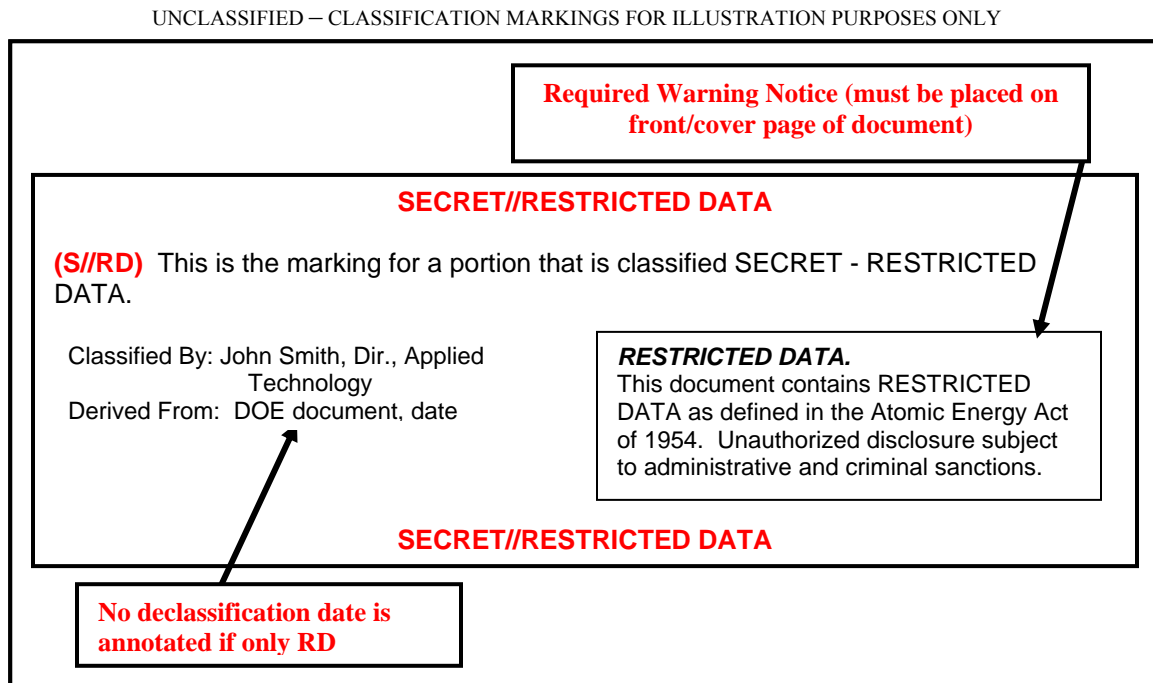 UNCLASSIFIED – CLASSIFICATION MARKINGS FOR ILLUSTRATION PURPOSES ONLY
Required Warning Notice (must be placed on
front/cover page of document)
SECRET//RESTRICTED DATA
(S//RD) This is the marking for a portion that is classified SECRET - RESTRICTED
DATA.
Classified By: John Smith, Dir., Applied
Technology
Derived From: DOE document, date
RESTRICTED DATA.
This document contains RESTRICTED
DATA as defined in the Atomic Energy Act
of 1954. Unauthorized disclosure subject
to administrative and criminal sanctions.
SECRET//RESTRICTED DATA
No declassification date is
annotated if only RD